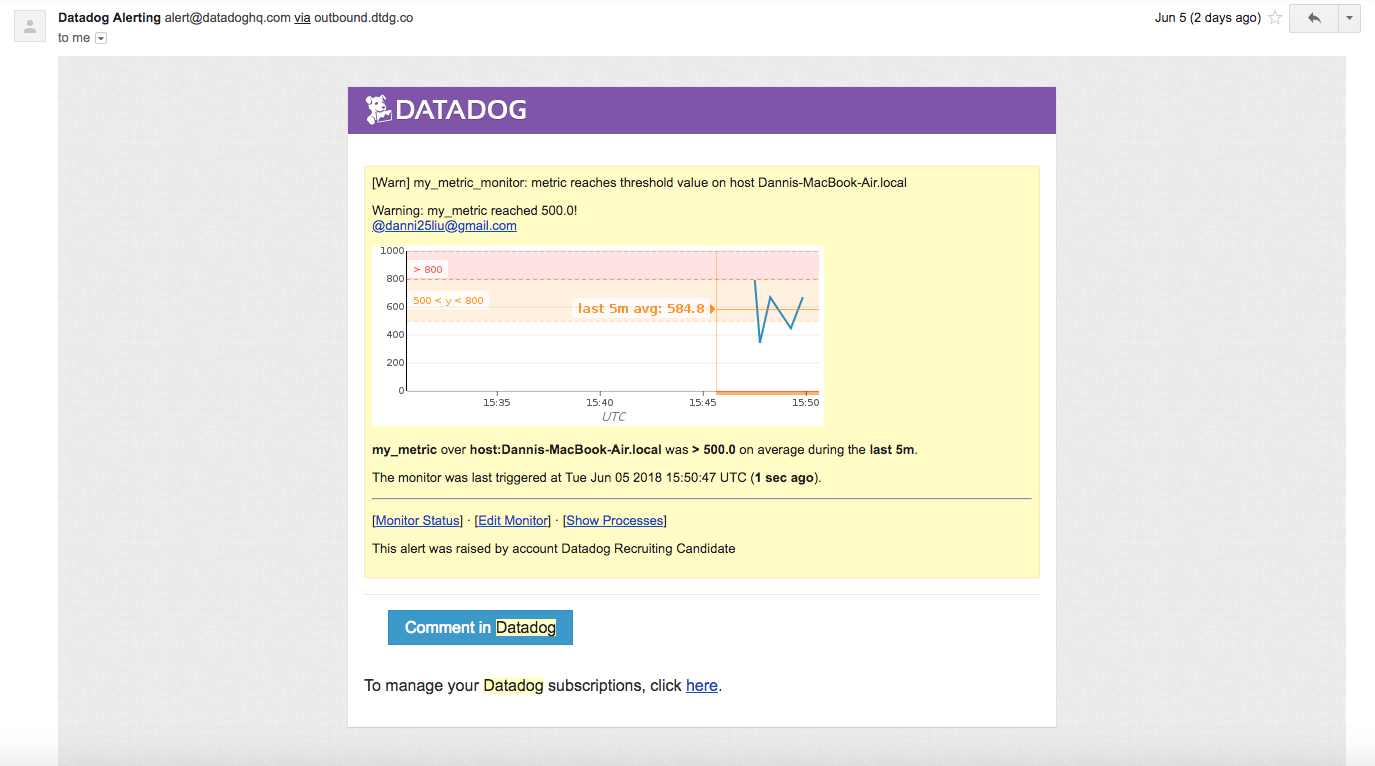 Datadog Alerting alert@datadoghq.com via outbound.dtdg.co
Jun 5 (2 days ago)
to me
DATADOG
[Warn] my_metric_monitor: metric reaches threshold value on host Dannis-MacBook-Air.local
Warning: my_metric reached 500.0!
@danni25liu@gmail.com
1000
> 800
800
500 < y < 800
600
last 5m avg: 584.8
400
200
0
15:35 15:40 15:45 15:50
UTC
my_metric over host:Dannis-MacBook-Air.local was > 500.0 on average during the last 5m.
The monitor was last triggered at Tue Jun 05 2018 15:50:47 UTC (1 sec ago).
[Monitor Status] · [Edit Monitor] · [Show Processes]
This alert was raised by account Datadog Recruiting Candidate
Comment in Datadog
To manage your Datadog subscriptions, click here.